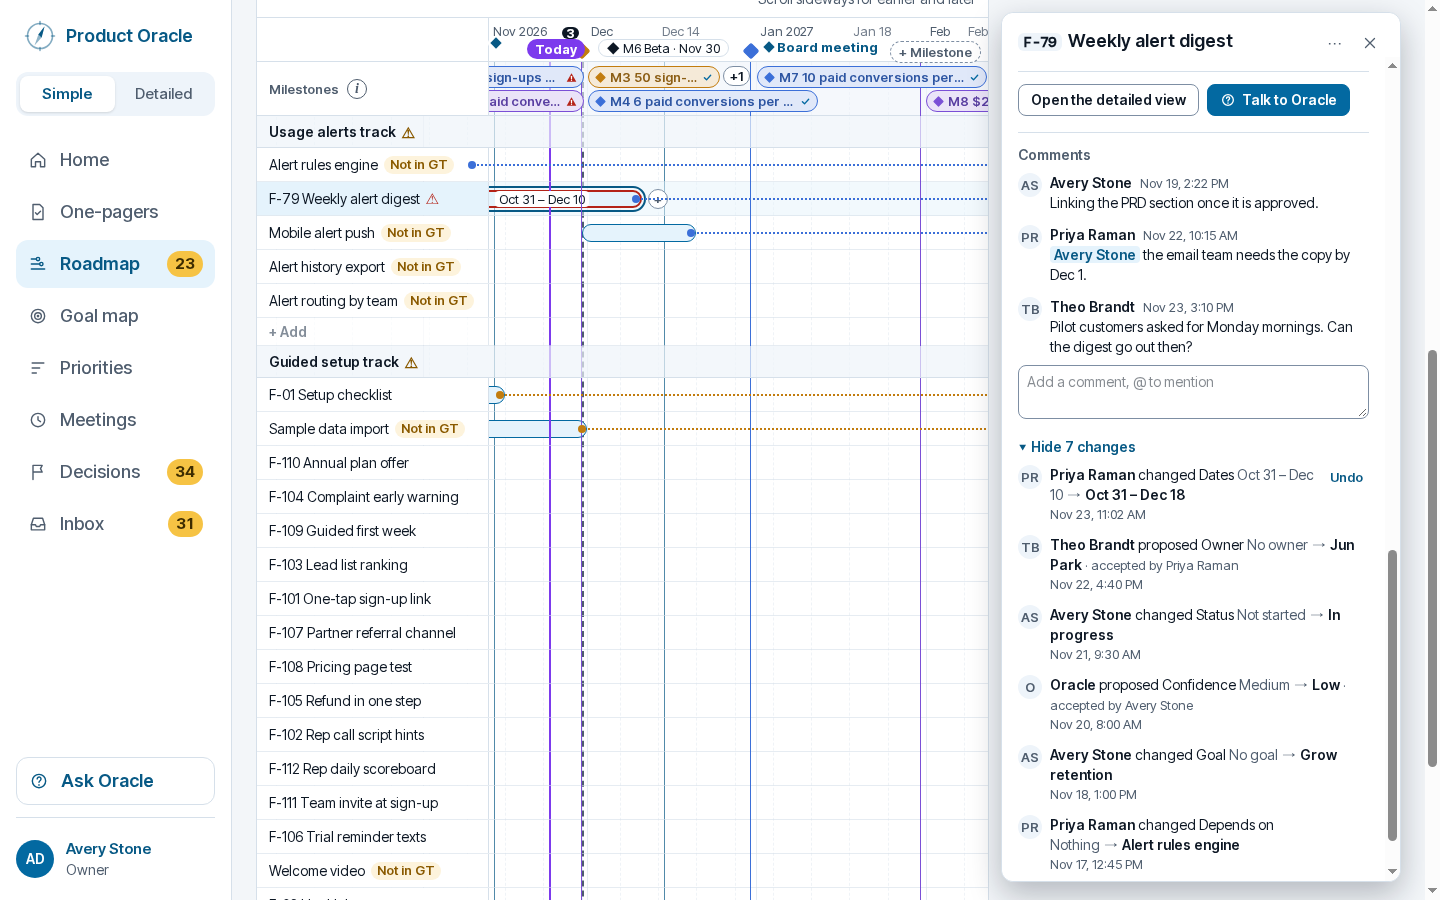 Product Oracle
Simple
Detailed
Home
One-pagers
Roadmap
23
Goal map
Priorities
Meetings
Decisions
34
Inbox
31
Ask Oracle
AD
Avery Stone
Owner
Scroll sideways for earlier and later
Nov 2026
3
Dec
Dec 14
Jan 2027
Jan 18
Feb
Feb
Today
M6 Beta · Nov 30
Board meeting
+ Milestone
Milestones
i
sign-ups ...
M3 50 sign-...
+1
M7 10 paid conversions per...
aid conve...
M4 6 paid conversions per ...
M8 $2
Usage alerts track
Alert rules engine Not in GT
F-79 Weekly alert digest
Oct 31 – Dec 10
Mobile alert push Not in GT
Alert history export Not in GT
Alert routing by team Not in GT
+ Add
Guided setup track
F-01 Setup checklist
Sample data import Not in GT
F-110 Annual plan offer
F-104 Complaint early warning
F-109 Guided first week
F-103 Lead list ranking
F-101 One-tap sign-up link
F-107 Partner referral channel
F-108 Pricing page test
F-105 Refund in one step
F-102 Rep call script hints
F-112 Rep daily scoreboard
F-111 Team invite at sign-up
F-106 Trial reminder texts
Welcome video Not in GT
F-79 Weekly alert digest
Open the detailed view
Talk to Oracle
Comments
AS Avery Stone Nov 19, 2:22 PM
Linking the PRD section once it is approved.
PR Priya Raman Nov 22, 10:15 AM
Avery Stone the email team needs the copy by
Dec 1.
TB Theo Brandt Nov 23, 3:10 PM
Pilot customers asked for Monday mornings. Can
the digest go out then?
Add a comment, @ to mention
Hide 7 changes
PR Priya Raman changed Dates Oct 31 – Dec
10 → Oct 31 – Dec 18
Undo
Nov 23, 11:02 AM
TB Theo Brandt proposed Owner No owner → Jun
Park · accepted by Priya Raman
Nov 22, 4:40 PM
AS Avery Stone changed Status Not started → In
progress
Nov 21, 9:30 AM
O Oracle proposed Confidence Medium → Low ·
accepted by Avery Stone
Nov 20, 8:00 AM
AS Avery Stone changed Goal No goal → Grow
retention
Nov 18, 1:00 PM
PR Priya Raman changed Depends on
Nothing → Alert rules engine
Nov 17, 12:45 PM